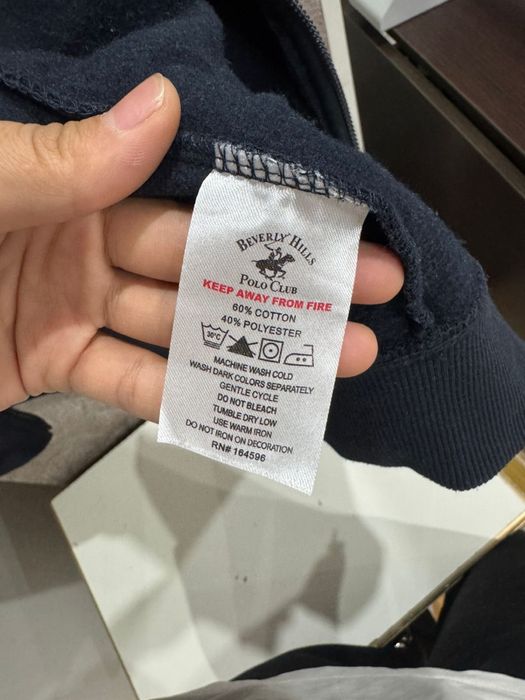 BEVERLY HILLS
POLO CLUB
KEEP AWAY FROM FIRE
60% COTTON
40% POLYESTER
30°C
MACHINE WASH COLD
WASH DARK COLORS SEPARATELY
GENTLE CYCLE
DO NOT BLEACH
TUMBLE DRY LOW
USE WARM IRON
DO NOT IRON ON DECORATION
RN# 164596